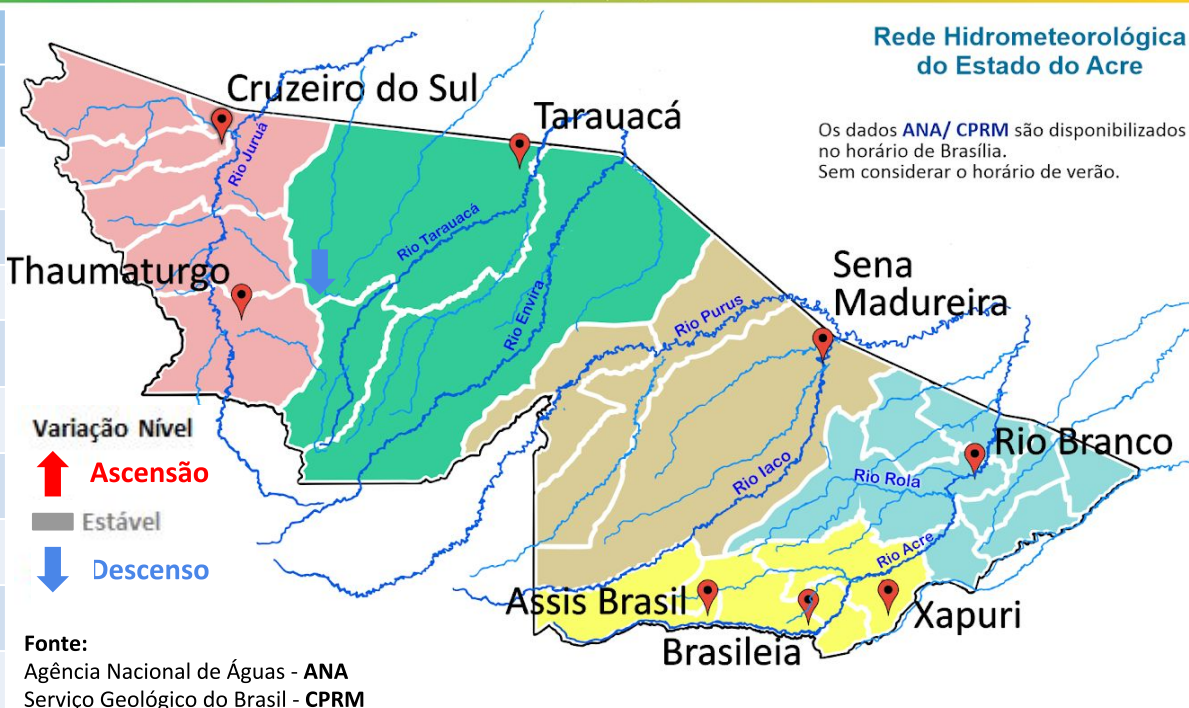 Rede Hidrometeorológica
do Estado do Acre
Os dados ANA/ CPRM são disponibilizados
no horário de Brasília.
Sem considerar o horário de verão.
Cruzeiro do Sul
Tarauacá
Rio Juruá
Rio Tarauacá
Thaumaturgo
Rio Envira
Sena
Madureira
Rio Purus
Variação Nível
Ascensão
Estável
Descenso
Rio Branco
Rio Iaco
Rio Rola
Rio Acre
Assis Brasil
Xapuri
Brasileia
Fonte:
Agência Nacional de Águas - ANA
Serviço Geológico do Brasil - CPRM